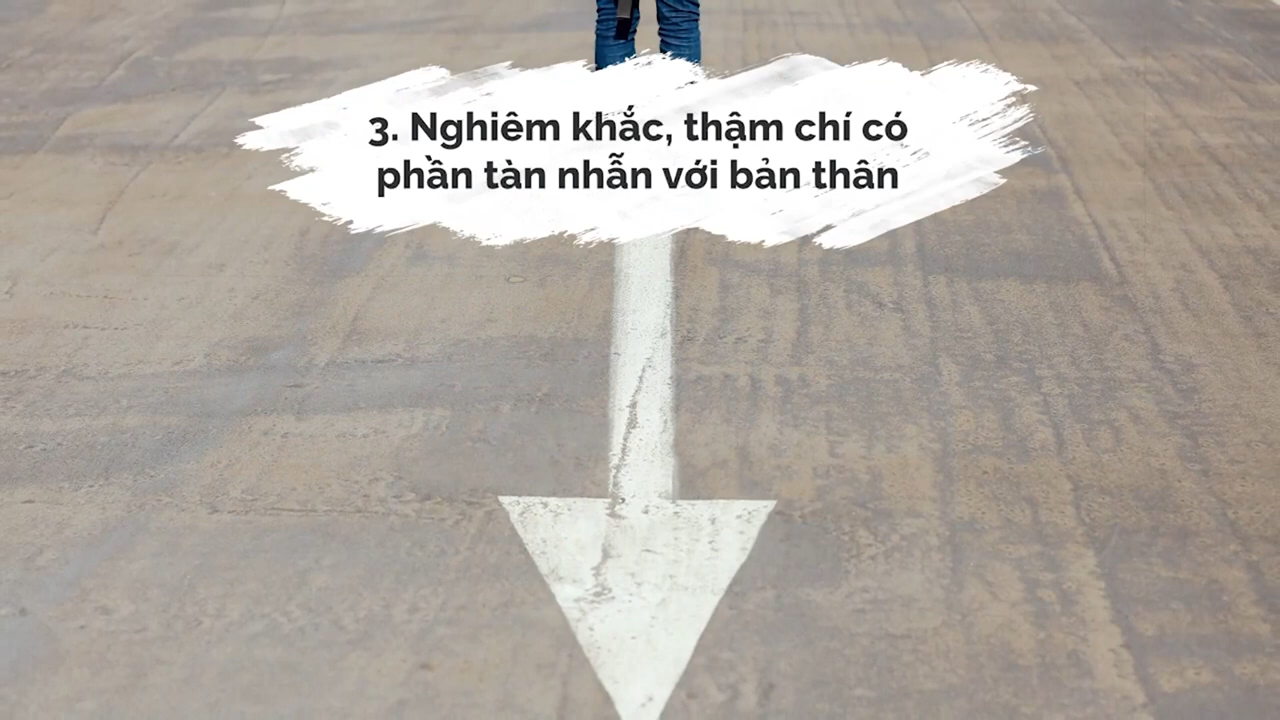 3. Nghiêm khắc, thậm chí có
phần tàn nhẫn với bản thân